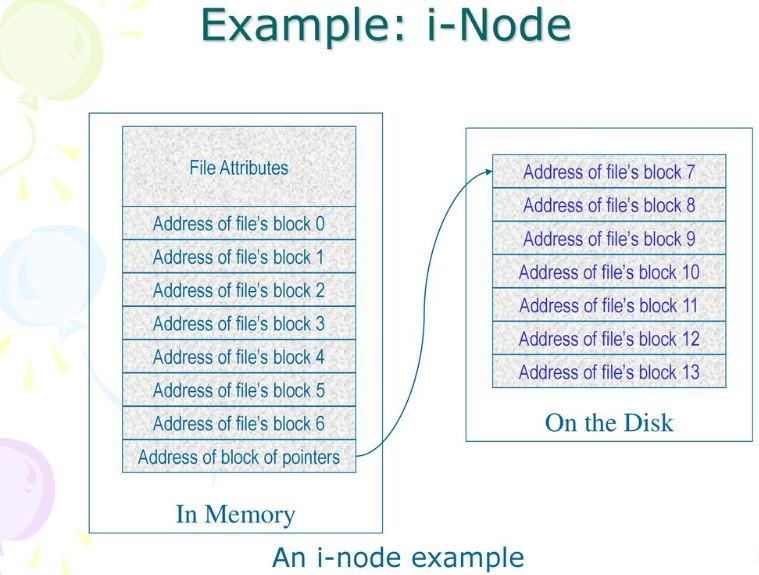 Example: i-Node
File Attributes
Address of file's block 0
Address of file's block 1
Address of file's block 2
Address of file's block 3
Address of file's block 4
Address of file's block 5
Address of file's block 6
Address of block of pointers
In Memory
Address of file's block 7
Address of file's block 8
Address of file's block 9
Address of file's block 10
Address of file's block 11
Address of file's block 12
Address of file's block 13
On the Disk
An i-node example